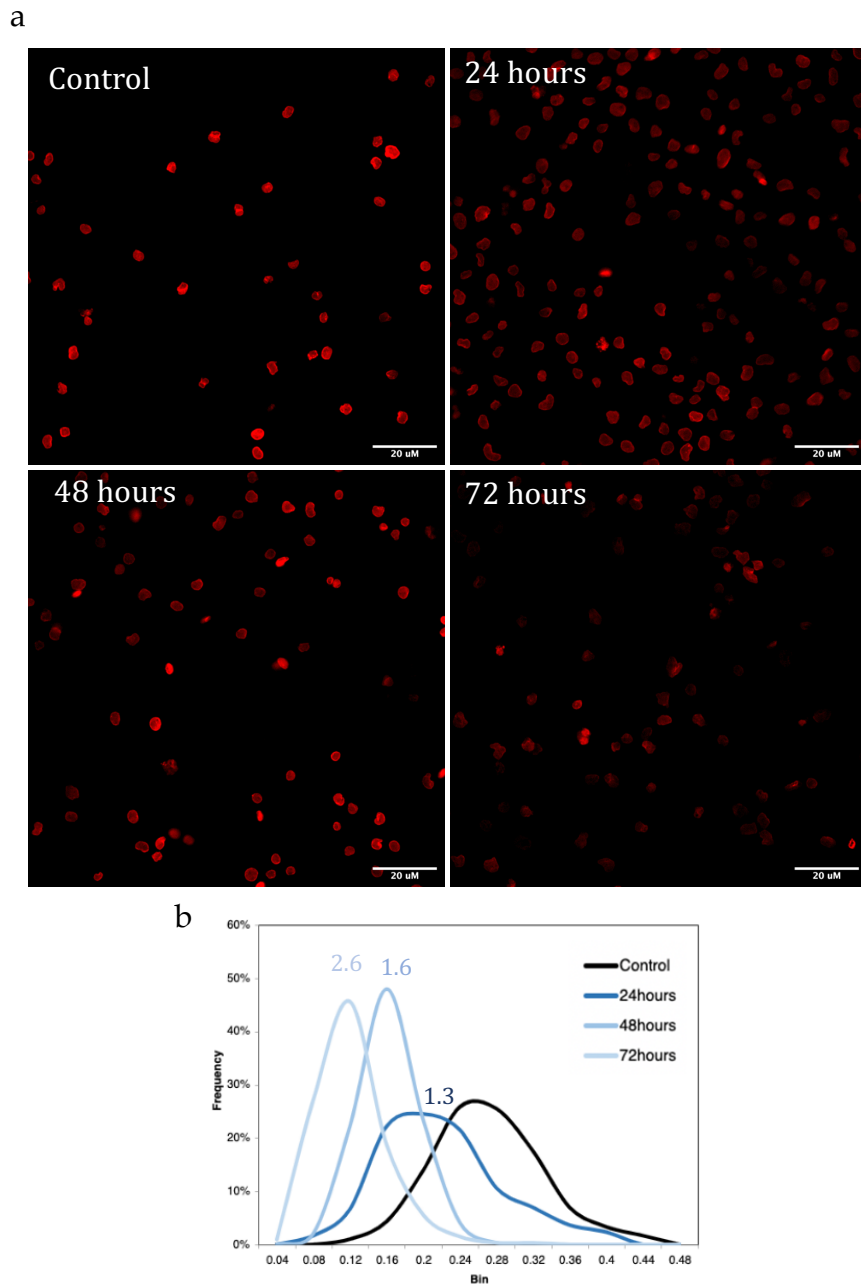 a
Control
24 hours
20 uM
20 uM
48 hours
72 hours
20 uM
20 uM
b
60%
50%
40%
30%
20%
10%
0%
Frequency
2.6
1.6
1.3
Control
24hours
48hours
72hours
0.04 0.08 0.12 0.16 0.2 0.24 0.28 0.32 0.36 0.4 0.44 0.48
Bin